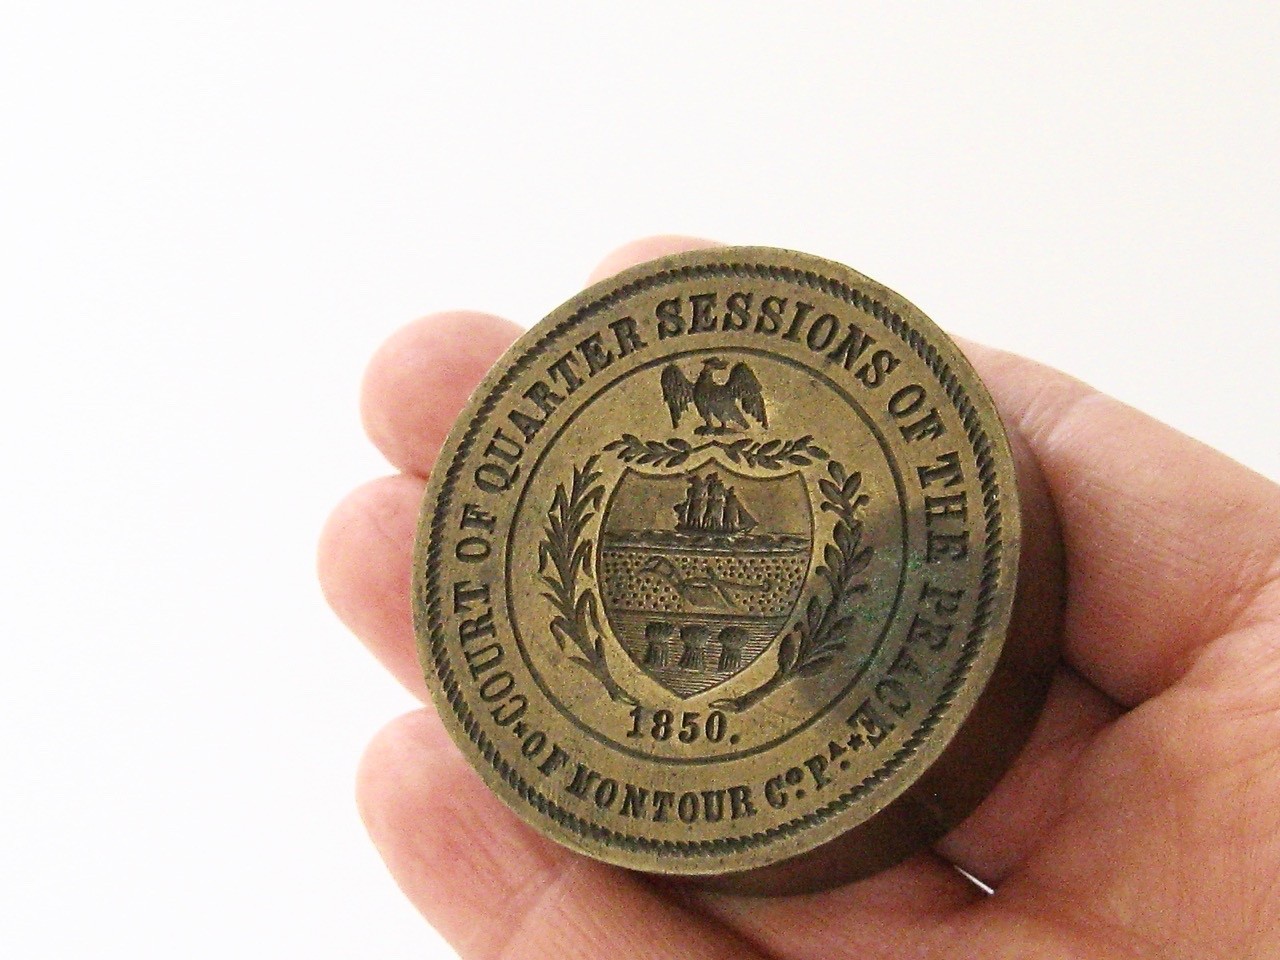 COURT OF QUARTER SESSIONS OF THE PEACE
★ OF MONTOUR Co. PA. ★
1850.